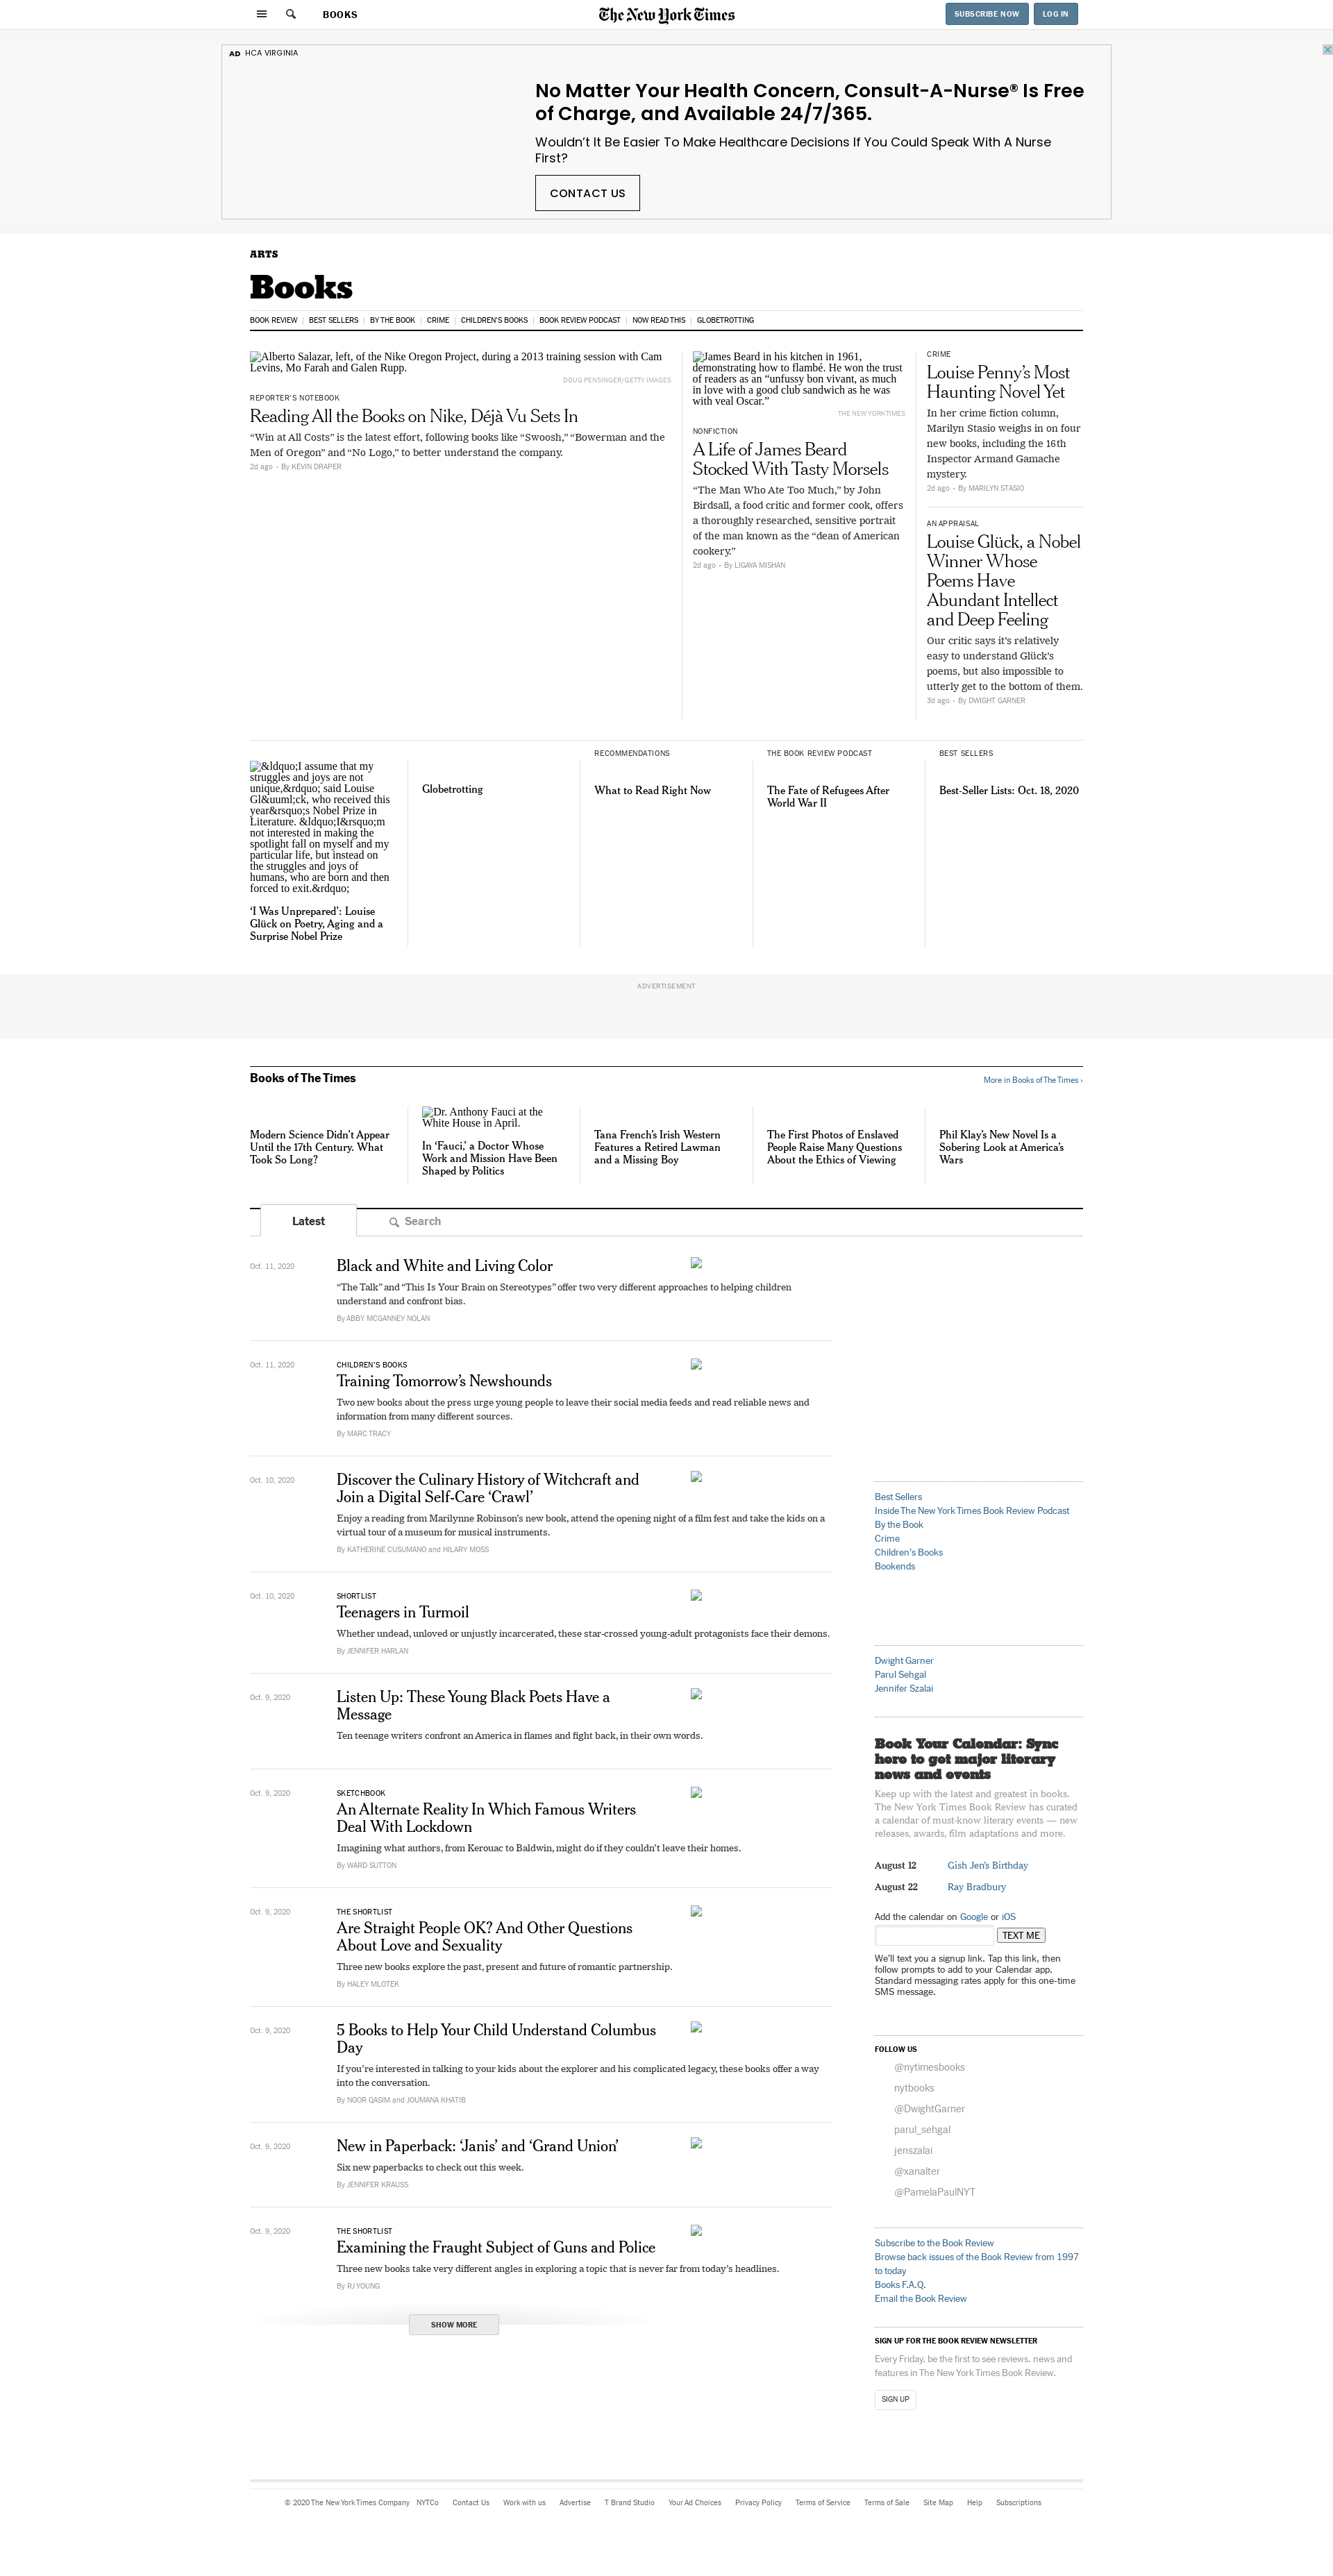 BOOKS
The New York Times
SUBSCRIBE NOW
LOG IN
AD HCA VIRGINIA
No Matter Your Health Concern, Consult-A-Nurse® Is Free
of Charge, and Available 24/7/365.
Wouldn't It Be Easier To Make Healthcare Decisions If You Could Speak With A Nurse
First?
CONTACT US
ARTS
Books
BOOK REVIEW | BEST SELLERS | BY THE BOOK | CRIME | CHILDREN'S BOOKS | BOOK REVIEW PODCAST | NOW READ THIS | GLOBETROTTING
Alberto Salazar, left, of the Nike Oregon Project, during a 2013 training session with Cam
Levins, Mo Farah and Galen Rupp.
DOUG PENSINGER/GETTY IMAGES
REPORTER'S NOTEBOOK
Reading All the Books on Nike, Déjà Vu Sets In
“Win at All Costs” is the latest effort, following books like “Swoosh,” “Bowerman and the
Men of Oregon” and “No Logo,” to better understand the company.
2d ago • By KEVIN DRAPER
James Beard in his kitchen in 1961,
demonstrating how to flambé. He won the trust
of readers as an “unfussy bon vivant, as much
in love with a good club sandwich as he was
with veal Oscar.”
THE NEW YORK TIMES
NONFICTION
A Life of James Beard
Stocked With Tasty Morsels
“The Man Who Ate Too Much,” by John
Birdsall, a food critic and former cook, offers
a thoroughly researched, sensitive portrait
of the man known as the “dean of American
cookery.”
2d ago • By LIGAYA MISHAN
CRIME
Louise Penny’s Most
Haunting Novel Yet
In her crime fiction column,
Marilyn Stasio weighs in on four
new books, including the 16th
Inspector Armand Gamache
mystery.
2d ago • By MARILYN STASIO
AN APPRAISAL
Louise Glück, a Nobel
Winner Whose
Poems Have
Abundant Intellect
and Deep Feeling
Our critic says it’s relatively
easy to understand Glück’s
poems, but also impossible to
utterly get to the bottom of them.
3d ago • By DWIGHT GARNER
&ldquo;I assume that my
struggles and joys are not
unique,&rdquo; said Louise
Gl&uuml;ck, who received this
year&rsquo;s Nobel Prize in
Literature. &ldquo;I&rsquo;m
not interested in making the
spotlight fall on myself and my
particular life, but instead on
the struggles and joys of
humans, who are born and then
forced to exit.&rdquo;
‘I Was Unprepared’: Louise
Glück on Poetry, Aging and a
Surprise Nobel Prize
Globetrotting
RECOMMENDATIONS
What to Read Right Now
THE BOOK REVIEW PODCAST
The Fate of Refugees After
World War II
BEST SELLERS
Best-Seller Lists: Oct. 18, 2020
ADVERTISEMENT
Books of The Times
More in Books of The Times ›
Modern Science Didn’t Appear
Until the 17th Century. What
Took So Long?
Dr. Anthony Fauci at the
White House in April.
In ‘Fauci,’ a Doctor Whose
Work and Mission Have Been
Shaped by Politics
Tana French’s Irish Western
Features a Retired Lawman
and a Missing Boy
The First Photos of Enslaved
People Raise Many Questions
About the Ethics of Viewing
Phil Klay’s New Novel Is a
Sobering Look at America’s
Wars
Latest
Search
Oct. 11, 2020
Black and White and Living Color
“The Talk” and “This Is Your Brain on Stereotypes” offer two very different approaches to helping children
understand and confront bias.
By ABBY MCGANNEY NOLAN
Oct. 11, 2020
CHILDREN’S BOOKS
Training Tomorrow’s Newshounds
Two new books about the press urge young people to leave their social media feeds and read reliable news and
information from many different sources.
By MARC TRACY
Oct. 10, 2020
Discover the Culinary History of Witchcraft and
Join a Digital Self-Care ‘Crawl’
Enjoy a reading from Marilynne Robinson’s new book, attend the opening night of a film fest and take the kids on a
virtual tour of a museum for musical instruments.
By KATHERINE CUSUMANO and HILARY MOSS
Oct. 10, 2020
SHORTLIST
Teenagers in Turmoil
Whether undead, unloved or unjustly incarcerated, these star-crossed young-adult protagonists face their demons.
By JENNIFER HARLAN
Oct. 9, 2020
Listen Up: These Young Black Poets Have a
Message
Ten teenage writers confront an America in flames and fight back, in their own words.
Oct. 9, 2020
SKETCHBOOK
An Alternate Reality In Which Famous Writers
Deal With Lockdown
Imagining what authors, from Kerouac to Baldwin, might do if they couldn’t leave their homes.
By WARD SUTTON
Oct. 9, 2020
THE SHORTLIST
Are Straight People OK? And Other Questions
About Love and Sexuality
Three new books explore the past, present and future of romantic partnership.
By HALEY MLOTEK
Oct. 9, 2020
5 Books to Help Your Child Understand Columbus
Day
If you’re interested in talking to your kids about the explorer and his complicated legacy, these books offer a way
into the conversation.
By NOOR QASIM and JOUMANA KHATIB
Oct. 9, 2020
New in Paperback: ‘Janis’ and ‘Grand Union’
Six new paperbacks to check out this week.
By JENNIFER KRAUSS
Oct. 9, 2020
THE SHORTLIST
Examining the Fraught Subject of Guns and Police
Three new books take very different angles in exploring a topic that is never far from today’s headlines.
By RJ YOUNG
SHOW MORE
Best Sellers
Inside The New York Times Book Review Podcast
By the Book
Crime
Children’s Books
Bookends
Dwight Garner
Parul Sehgal
Jennifer Szalai
Book Your Calendar: Sync
here to get major literary
news and events
Keep up with the latest and greatest in books.
The New York Times Book Review has curated
a calendar of must-know literary events — new
releases, awards, film adaptations and more.
August 12 Gish Jen’s Birthday
August 22 Ray Bradbury
Add the calendar on Google or iOS
TEXT ME
We’ll text you a signup link. Tap this link, then
follow prompts to add to your Calendar app.
Standard messaging rates apply for this one-time
SMS message.
FOLLOW US
@nytimesbooks
nytbooks
@DwightGarner
parul_sehgal
jenszalai
@xanalter
@PamelaPaulNYT
Subscribe to the Book Review
Browse back issues of the Book Review from 1997
to today
Books F.A.Q.
Email the Book Review
SIGN UP FOR THE BOOK REVIEW NEWSLETTER
Every Friday, be the first to see reviews, news and
features in The New York Times Book Review.
SIGN UP
© 2020 The New York Times Company NYTCo Contact Us Work with us Advertise T Brand Studio Your Ad Choices Privacy Policy Terms of Service Terms of Sale Site Map Help Subscriptions